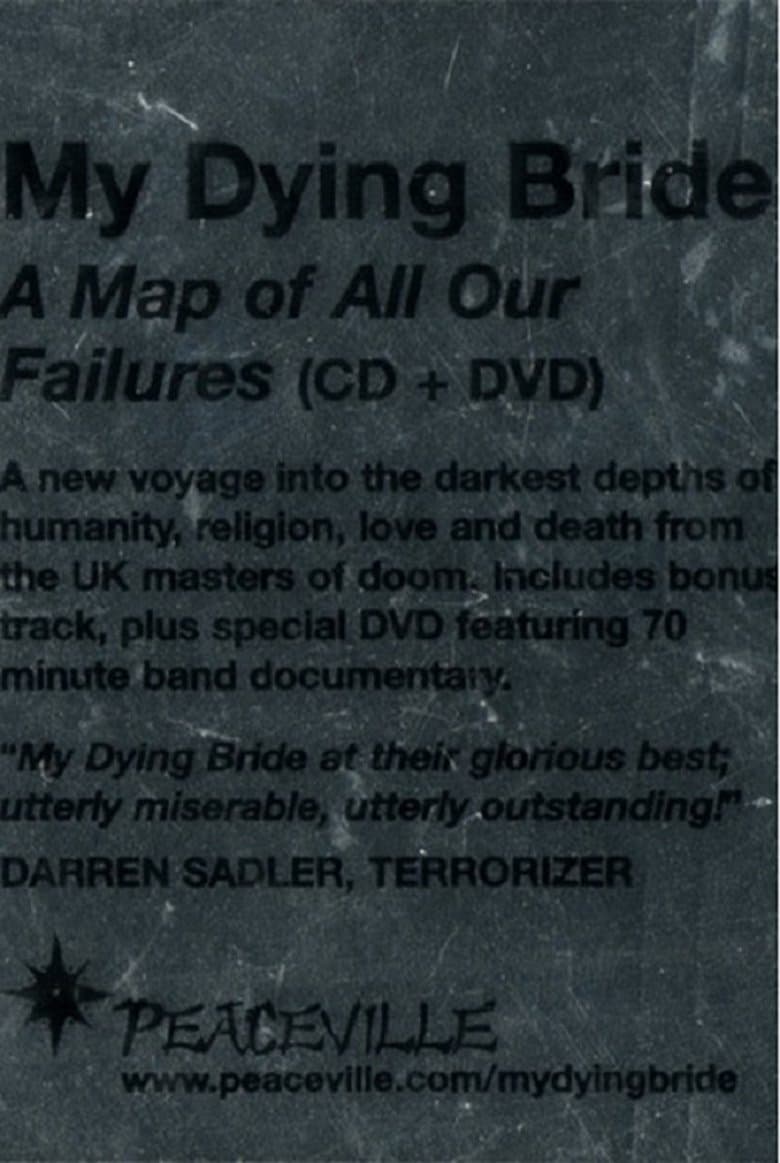 My Dying Bride
A Map of All Our
Failures (CD + DVD)
A new voyage into the darkest depths of
humanity, religion, love and death from
the UK masters of doom. Includes bonus
track, plus special DVD featuring 70
minute band documentary.
"My Dying Bride at their glorious best;
utterly miserable, utterly outstanding!"
DARREN SADLER, TERRORIZER
PEACEVILLE
www.peaceville.com/mydyingbride